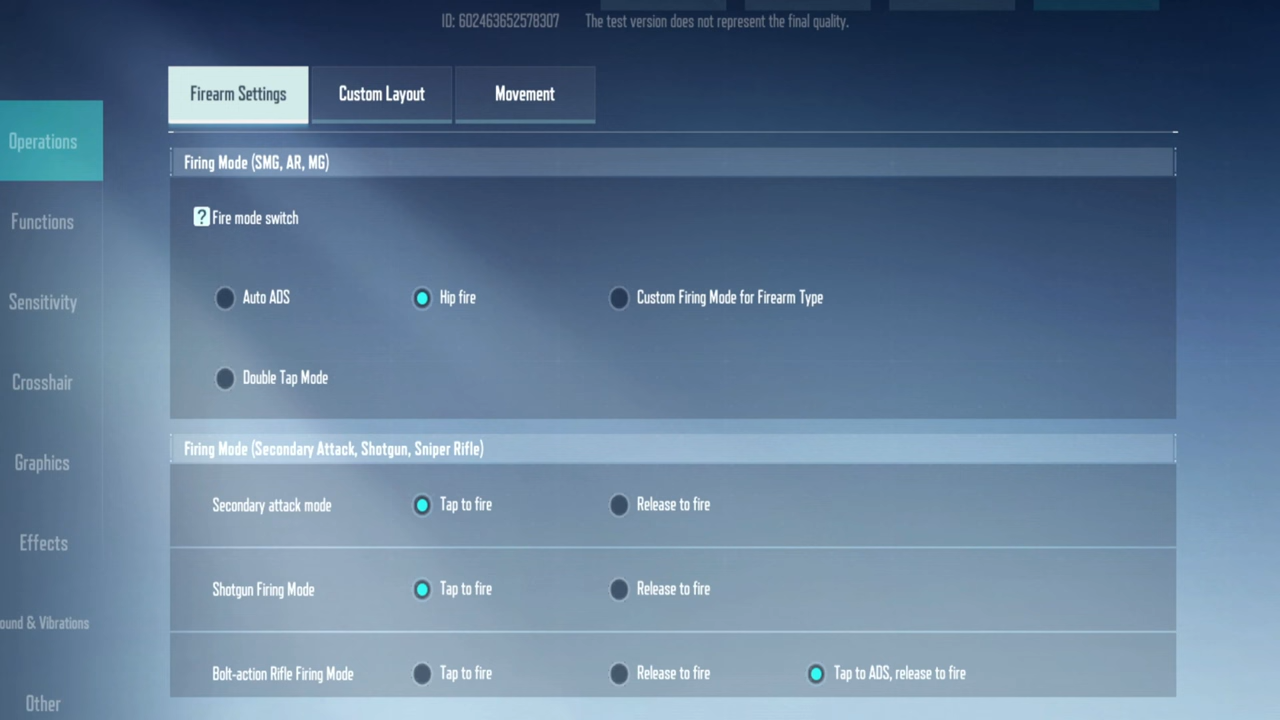 ID: 602463652578307 The test version does not represent the final quality.
Firearm Settings Custom Layout Movement
Operations
Functions
Sensitivity
Crosshair
Graphics
Effects
ound & Vibrations
Other
Firing Mode (SMG, AR, MG)
? Fire mode switch
Auto ADS Hip fire Custom Firing Mode for Firearm Type
Double Tap Mode
Firing Mode (Secondary Attack, Shotgun, Sniper Rifle)
Secondary attack mode Tap to fire Release to fire
Shotgun Firing Mode Tap to fire Release to fire
Bolt-action Rifle Firing Mode Tap to fire Release to fire Tap to ADS, release to fire